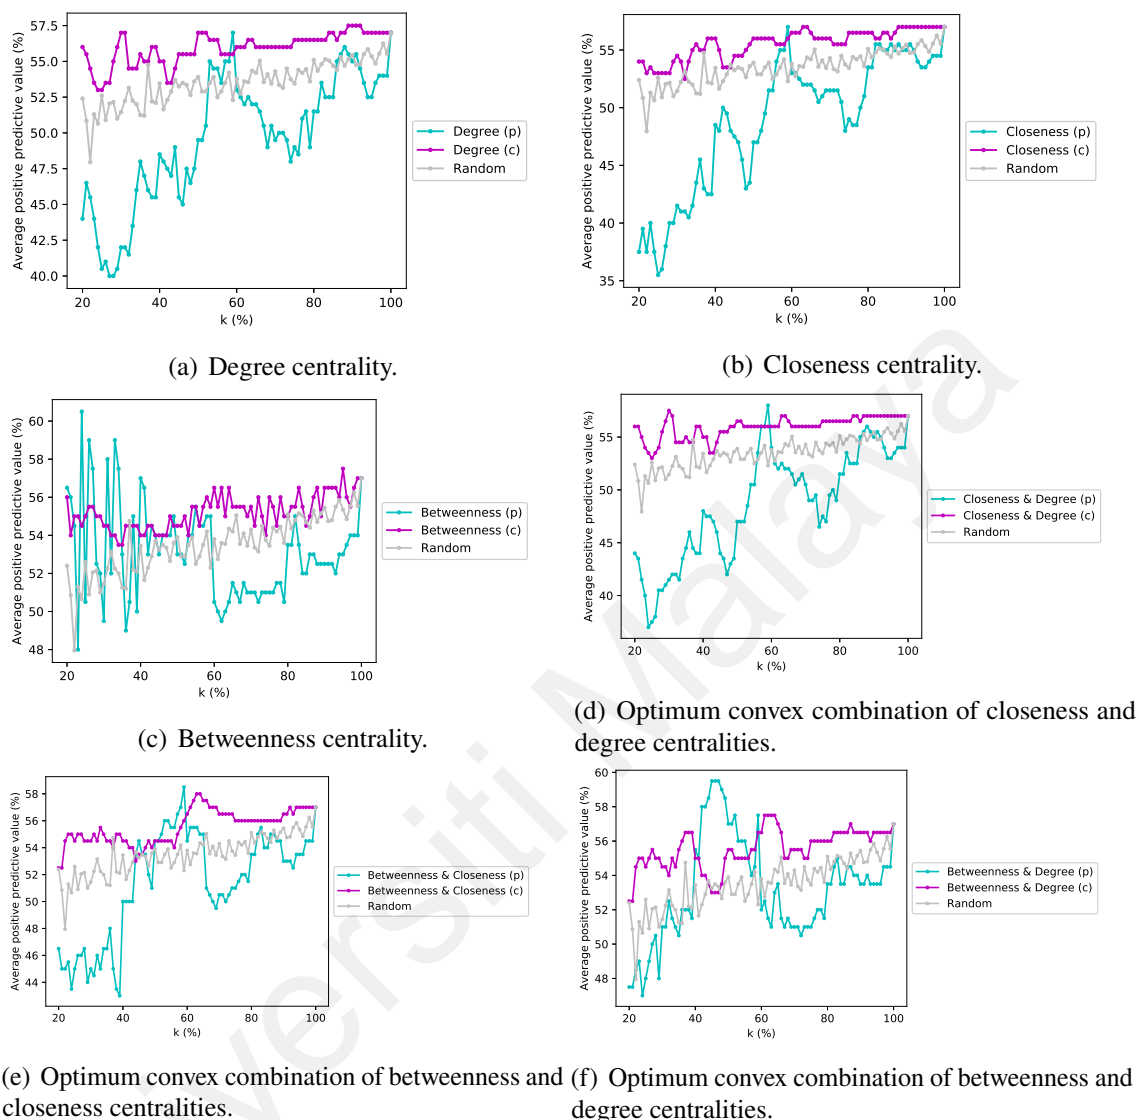 57.5
55.0
52.5
50.0
47.5
45.0
42.5
40.0
Average positive predictive value (%)
20 40 60 80 100
k (%)
Degree (p)
Degree (c)
Random
(a) Degree centrality.
55
50
45
40
35
Average positive predictive value (%)
20 40 60 80 100
k (%)
Closeness (p)
Closeness (c)
Random
(b) Closeness centrality.
60
58
56
54
52
50
48
Average positive predictive value (%)
20 40 60 80 100
k (%)
Betweenness (p)
Betweenness (c)
Random
(c) Betweenness centrality.
55
50
45
40
Average positive predictive value (%)
20 40 60 80 100
k (%)
Closeness & Degree (p)
Closeness & Degree (c)
Random
(d) Optimum convex combination of closeness and
degree centralities.
58
56
54
52
50
48
46
44
Average positive predictive value (%)
20 40 60 80 100
k (%)
Betweenness & Closeness (p)
Betweenness & Closeness (c)
Random
(e) Optimum convex combination of betweenness and
closeness centralities.
60
58
56
54
52
50
48
Average positive predictive value (%)
20 40 60 80 100
k (%)
Betweenness & Degree (p)
Betweenness & Degree (c)
Random
(f) Optimum convex combination of betweenness and
degree centralities.
versiti Malaya